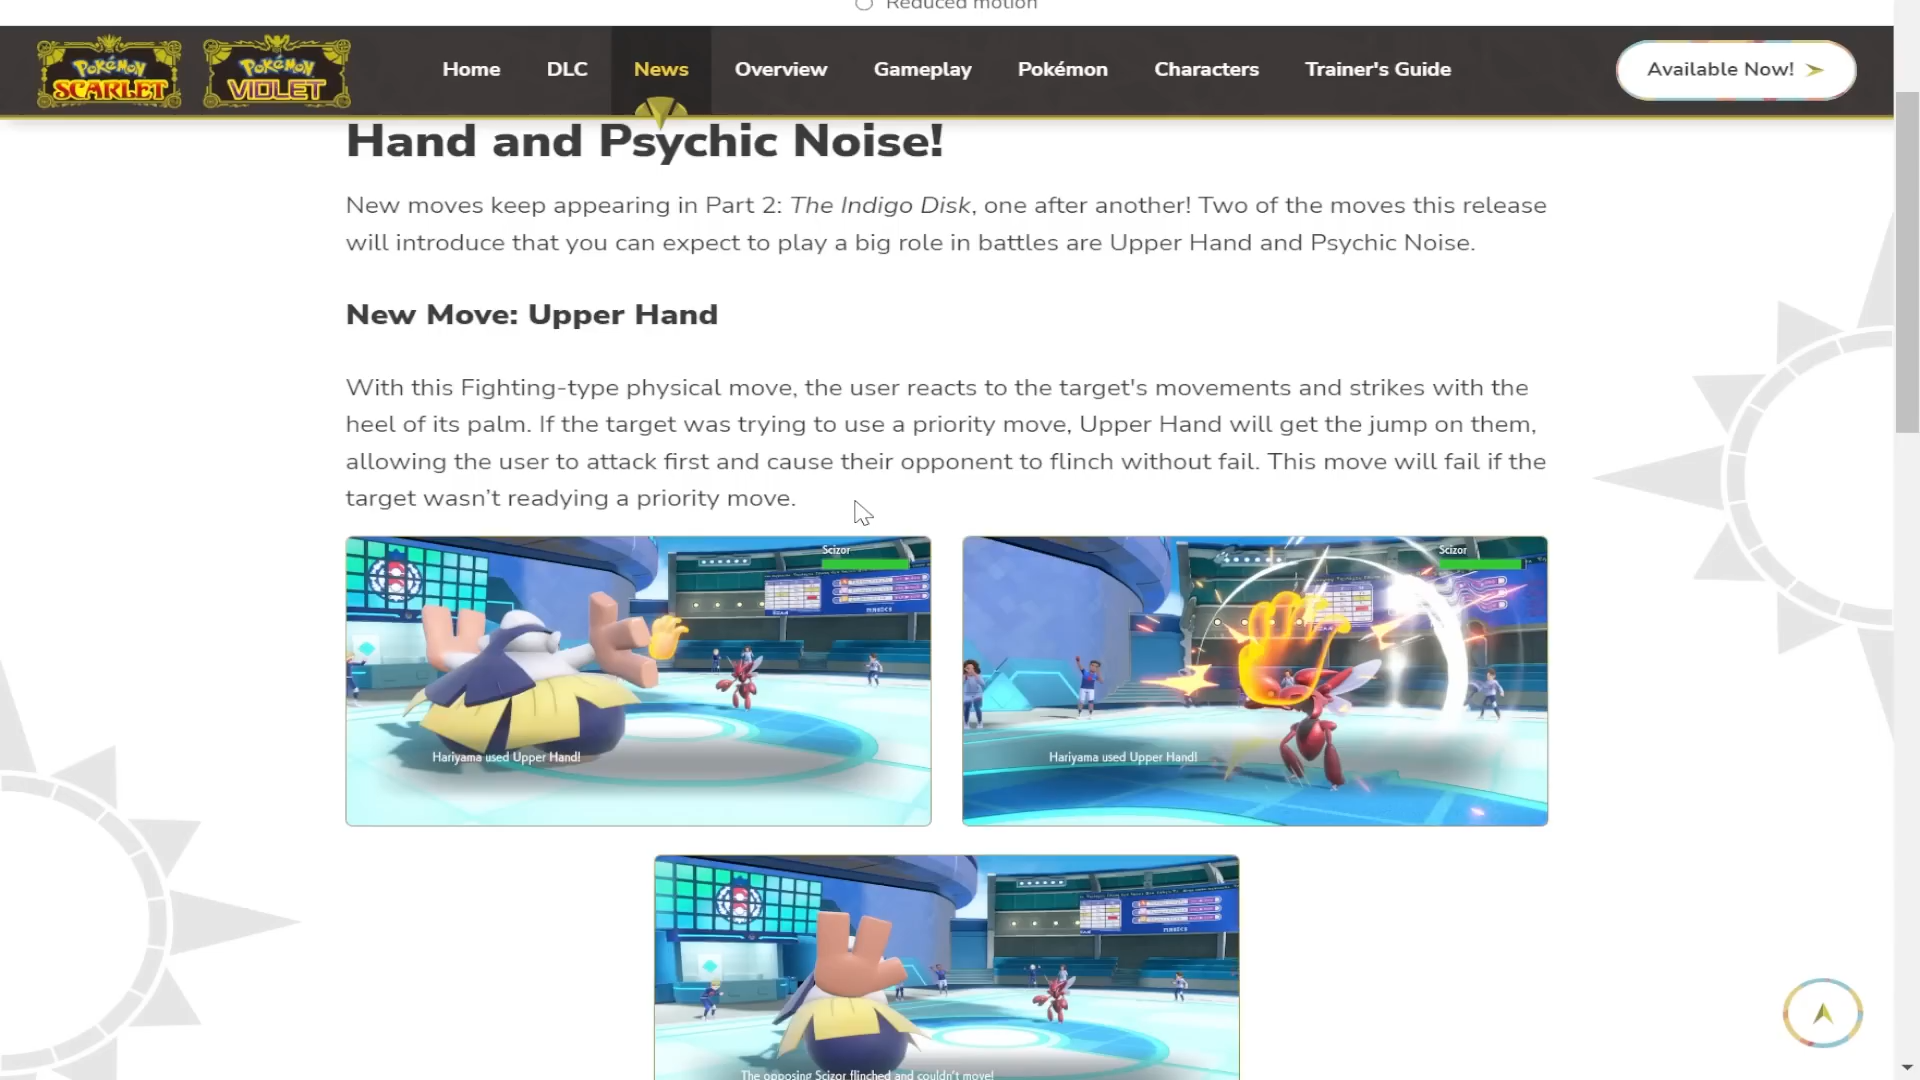 Reduced motion
Pokémon SCARLET
Pokémon VIOLET
Home
DLC
News
Overview
Gameplay
Pokémon
Characters
Trainer's Guide
Available Now!
Hand and Psychic Noise!
New moves keep appearing in Part 2: The Indigo Disk, one after another! Two of the moves this release
will introduce that you can expect to play a big role in battles are Upper Hand and Psychic Noise.
New Move: Upper Hand
With this Fighting-type physical move, the user reacts to the target's movements and strikes with the
heel of its palm. If the target was trying to use a priority move, Upper Hand will get the jump on them,
allowing the user to attack first and cause their opponent to flinch without fail. This move will fail if the
target wasn’t readying a priority move.
Scizor
Hariyama used Upper Hand!
Scizor
Hariyama used Upper Hand!
The opposing Scizor flinched and couldn't move!